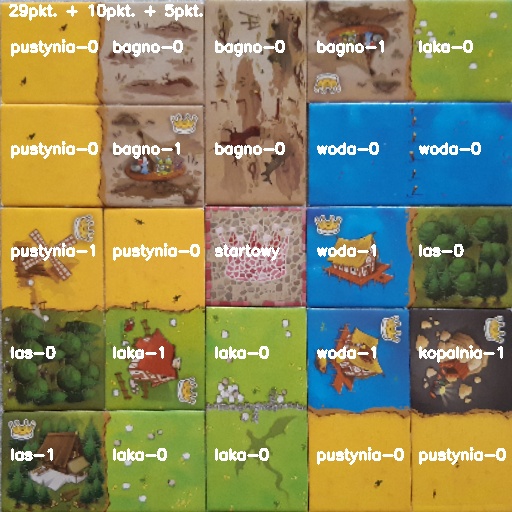 29pkt. + 10pkt. + 5pkt.
pustynia-0 bagno-0 bagno-0 bagno-1 laka-0
pustynia-0 bagno-1 bagno-0 woda-0 woda-0
pustynia-1 pustynia-0 startowy woda-1 las-0
las-0 laka-1 laka-0 woda-1 kopalnia-1
las-1 laka-0 laka-0 pustynia-0 pustynia-0